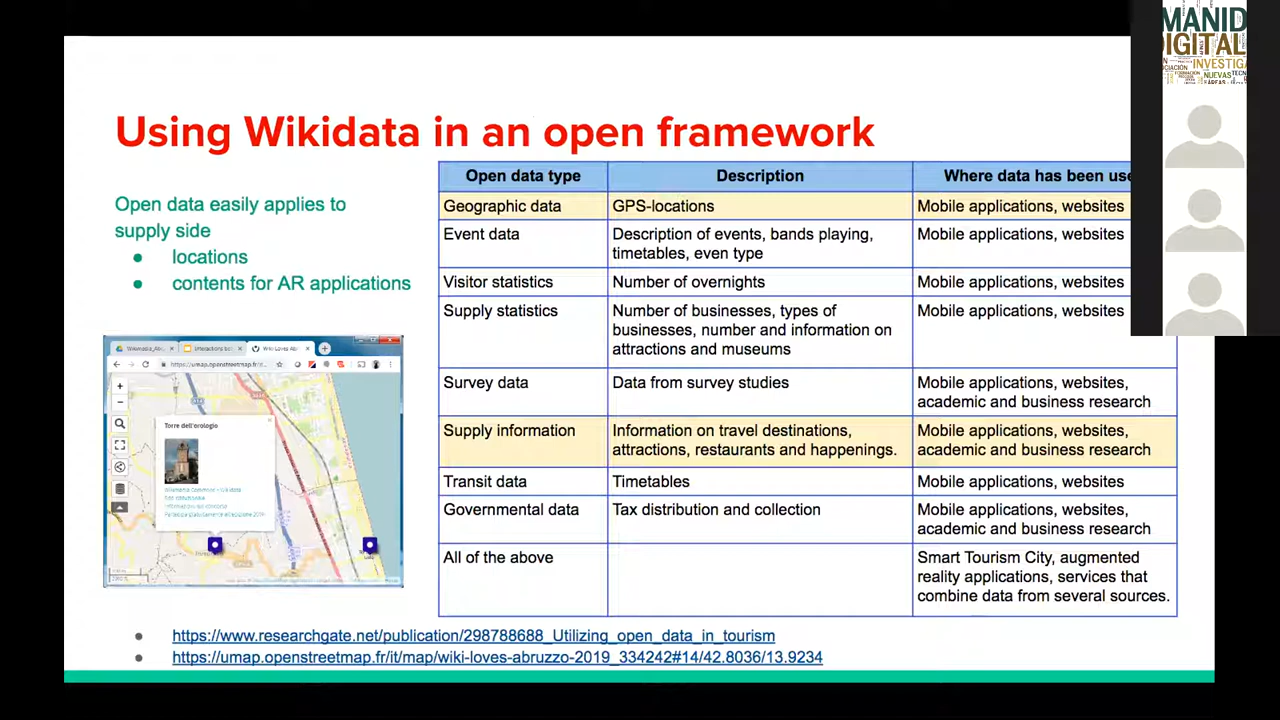 MANID
DIGITAL
INVESTIGA
NUEVAS
Using Wikidata in an open framework
Open data easily applies to
supply side
● locations
● contents for AR applications
Open data type Description Where data has been use
Geographic data GPS-locations Mobile applications, websites
Event data Description of events, bands playing, Mobile applications, websites
timetables, even type
Visitor statistics Number of overnights Mobile applications, websites
Supply statistics Number of businesses, types of Mobile applications, websites
businesses, number and information on
attractions and museums
Survey data Data from survey studies Mobile applications, websites,
academic and business research
Supply information Information on travel destinations, Mobile applications, websites,
attractions, restaurants and happenings. academic and business research
Transit data Timetables Mobile applications, websites
Governmental data Tax distribution and collection Mobile applications, websites,
academic and business research
All of the above Smart Tourism City, augmented
reality applications, services that
combine data from several sources.
Torre dell'orologio
● https://www.researchgate.net/publication/298788688_Utilizing_open_data_in_tourism
● https://umap.openstreetmap.fr/it/map/wiki-loves-abruzzo-2019_334242#14/42.8036/13.9234